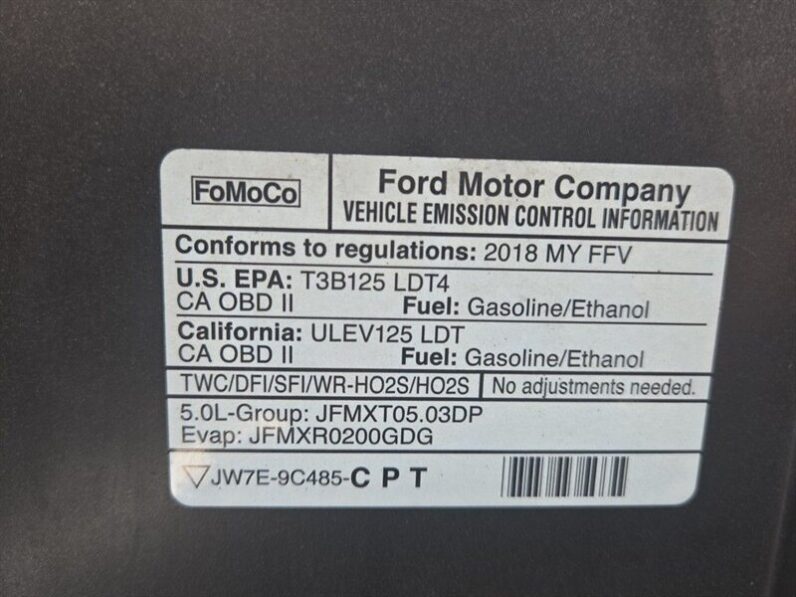 FoMoCo
Ford Motor Company
VEHICLE EMISSION CONTROL INFORMATION
Conforms to regulations: 2018 MY FFV
U.S. EPA: T3B125 LDT4
CA OBD II Fuel: Gasoline/Ethanol
California: ULEV125 LDT
CA OBD II Fuel: Gasoline/Ethanol
TWC/DFI/SFI/WR-HO2S/HO2S No adjustments needed.
5.0L-Group: JFMXT05.03DP
Evap: JFMXR0200GDG
JW7E-9C485-C P T